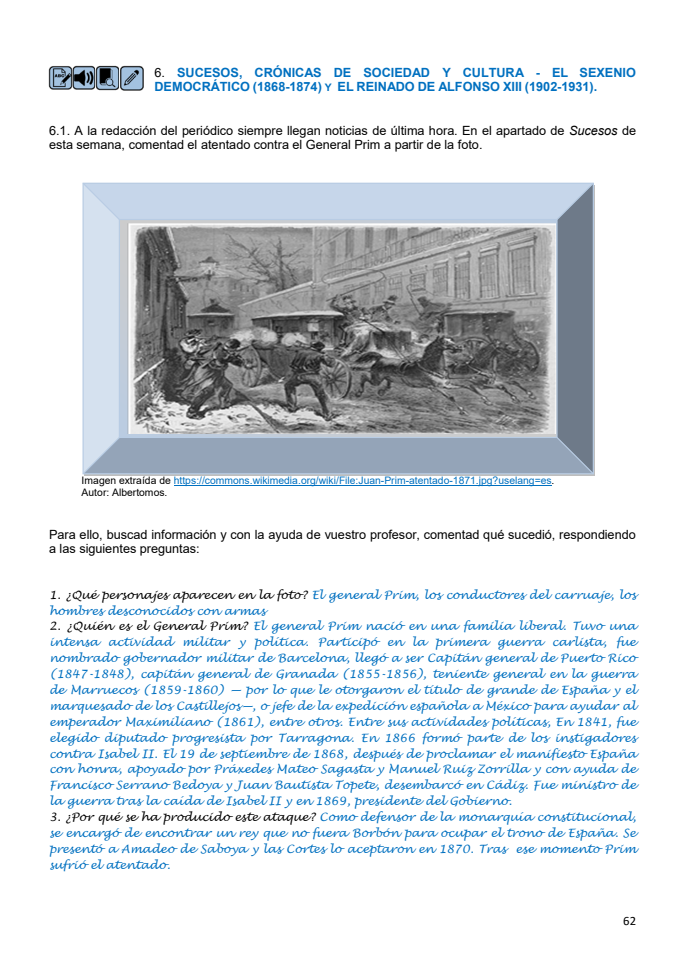 6. SUCESOS, CRÓNICAS DE SOCIEDAD Y CULTURA - EL SEXENIO
DEMOCRÁTICO (1868-1874) Y EL REINADO DE ALFONSO XIII (1902-1931).
6.1. A la redacción del periódico siempre llegan noticias de última hora. En el apartado de Sucesos de
esta semana, comentad el atentado contra el General Prim a partir de la foto.
Imagen extraída de https://commons.wikimedia.org/wiki/File:Juan-Prim-atentado-1871.jpg?uselang=es.
Autor: Albertomos.
Para ello, buscad información y con la ayuda de vuestro profesor, comentad qué sucedió, respondiendo
a las siguientes preguntas:
1. ¿Qué personajes aparecen en la foto? El general Prim, los conductores del carruaje, los
hombres desconocidos con armas
2. ¿Quién es el General Prim? El general Prim nació en una familia liberal. Tuvo una
intensa actividad militar y política. Participó en la primera guerra carlista, fue
nombrado gobernador militar de Barcelona, llegó a ser Capitán general de Puerto Rico
(1847-1848), capitán general de Granada (1855-1856), teniente general en la guerra
de Marruecos (1859-1860) — por lo que le otorgaron el título de grande de España y el
marquesado de los Castillejos—, o jefe de la expedición española a México para ayudar al
emperador Maximiliano (1861), entre otros. Entre sus actividades políticas, En 1841, fue
elegido diputado progresista por Tarragona. En 1866 formó parte de los instigadores
contra Isabel II. El 19 de septiembre de 1868, después de proclamar el manifiesto España
con honra, apoyado por Práxedes Mateo Sagasta y Manuel Ruiz Zorrilla y con ayuda de
Francisco Serrano Bedoya y Juan Bautista Topete, desembarcó en Cádiz. Fue ministro de
la guerra tras la caída de Isabel II y en 1869, presidente del Gobierno.
3. ¿Por qué se ha producido este ataque? Como defensor de la monarquía constitucional,
se encargó de encontrar un rey que no fuera Borbón para ocupar el trono de España. Se
presentó a Amadeo de Saboya y las Cortes lo aceptaron en 1870. Tras ese momento Prim
sufrió el atentado.
62